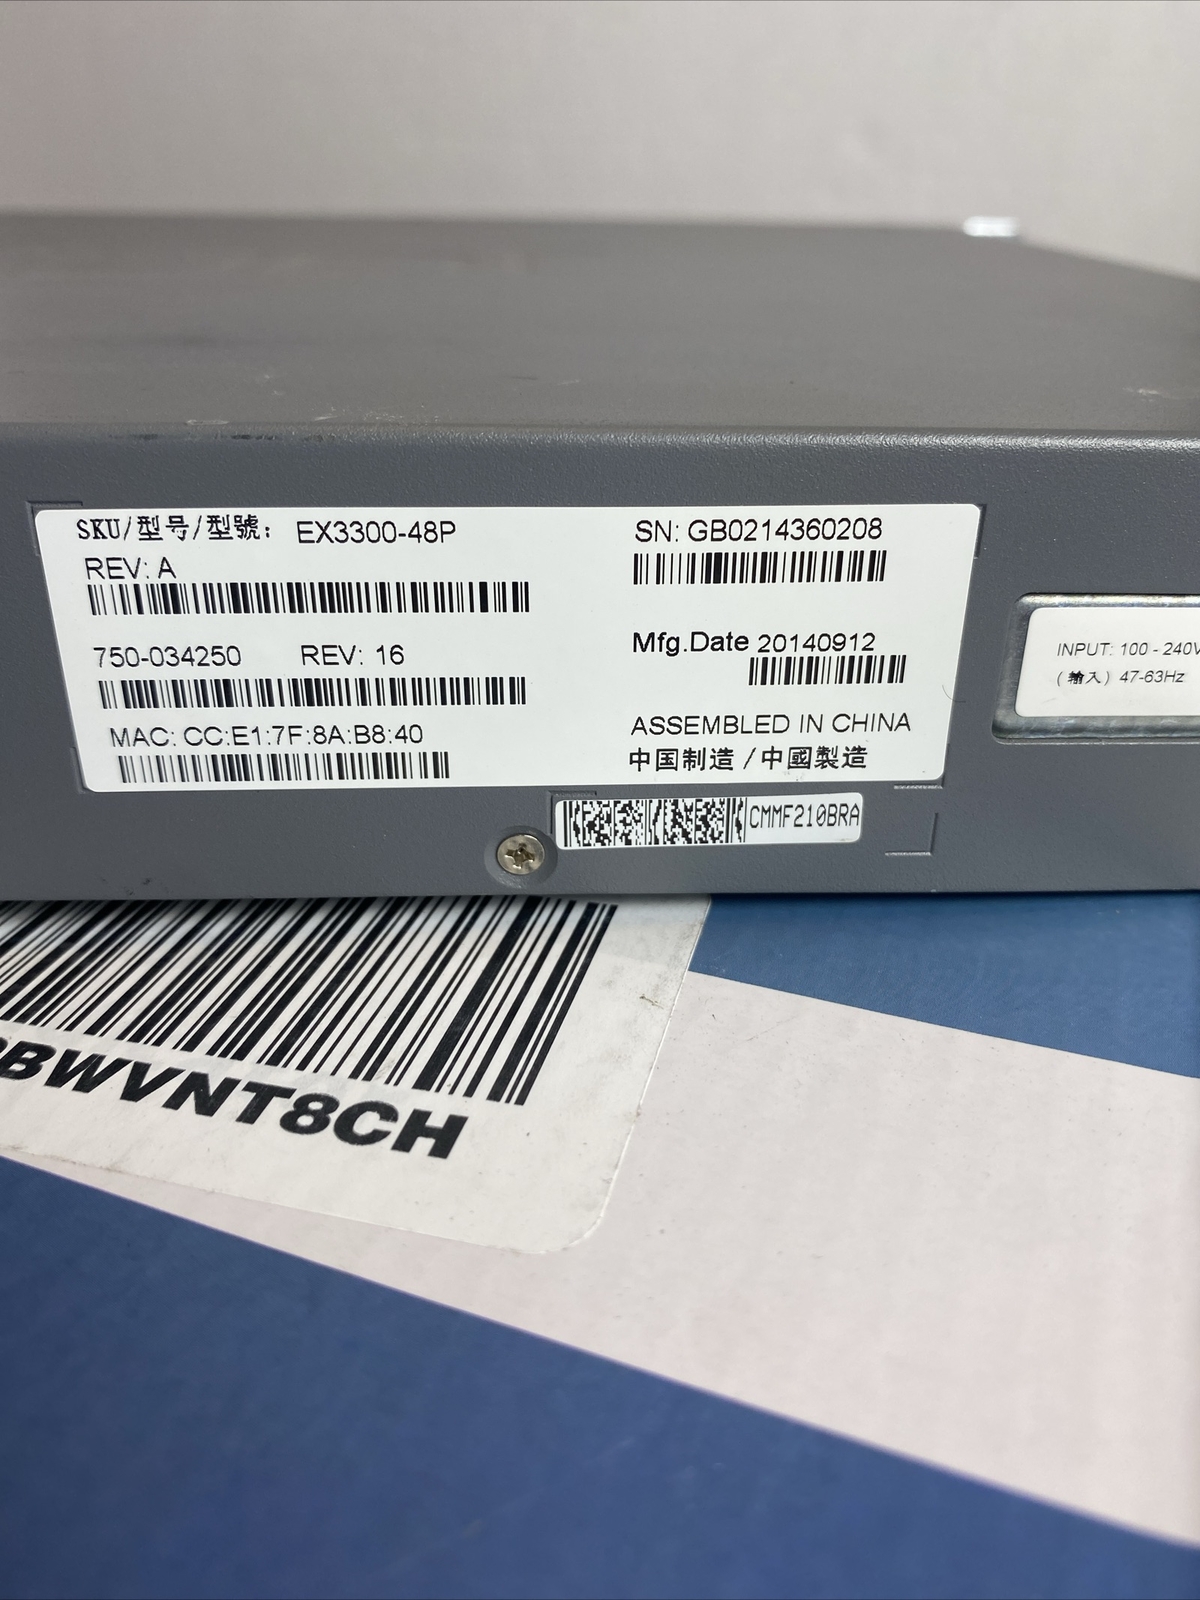 SKU/型号/型號: EX3300-48P
REV: A
750-034250 REV: 16
MAC: CC:E1:7F:8A:B8:40
SN: GB0214360208
Mfg.Date 20140912
ASSEMBLED IN CHINA
中国制造 / 中國製造
CMMF210BRA
INPUT: 100 - 240V
(輸入) 47-63Hz
BWVNT8CH